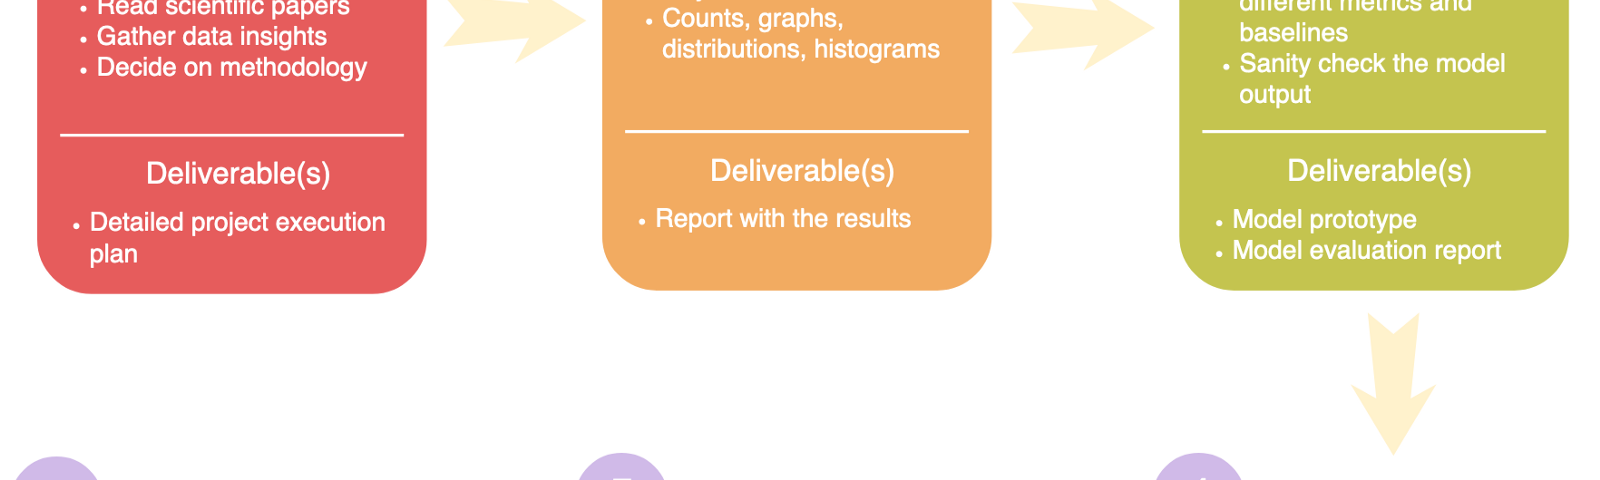 • Read scientific papers
• Gather data insights
• Decide on methodology
Deliverable(s)
• Detailed project execution
plan
• Counts, graphs,
distributions, histograms
Deliverable(s)
• Report with the results
different metrics and
baselines
• Sanity check the model
output
Deliverable(s)
• Model prototype
• Model evaluation report